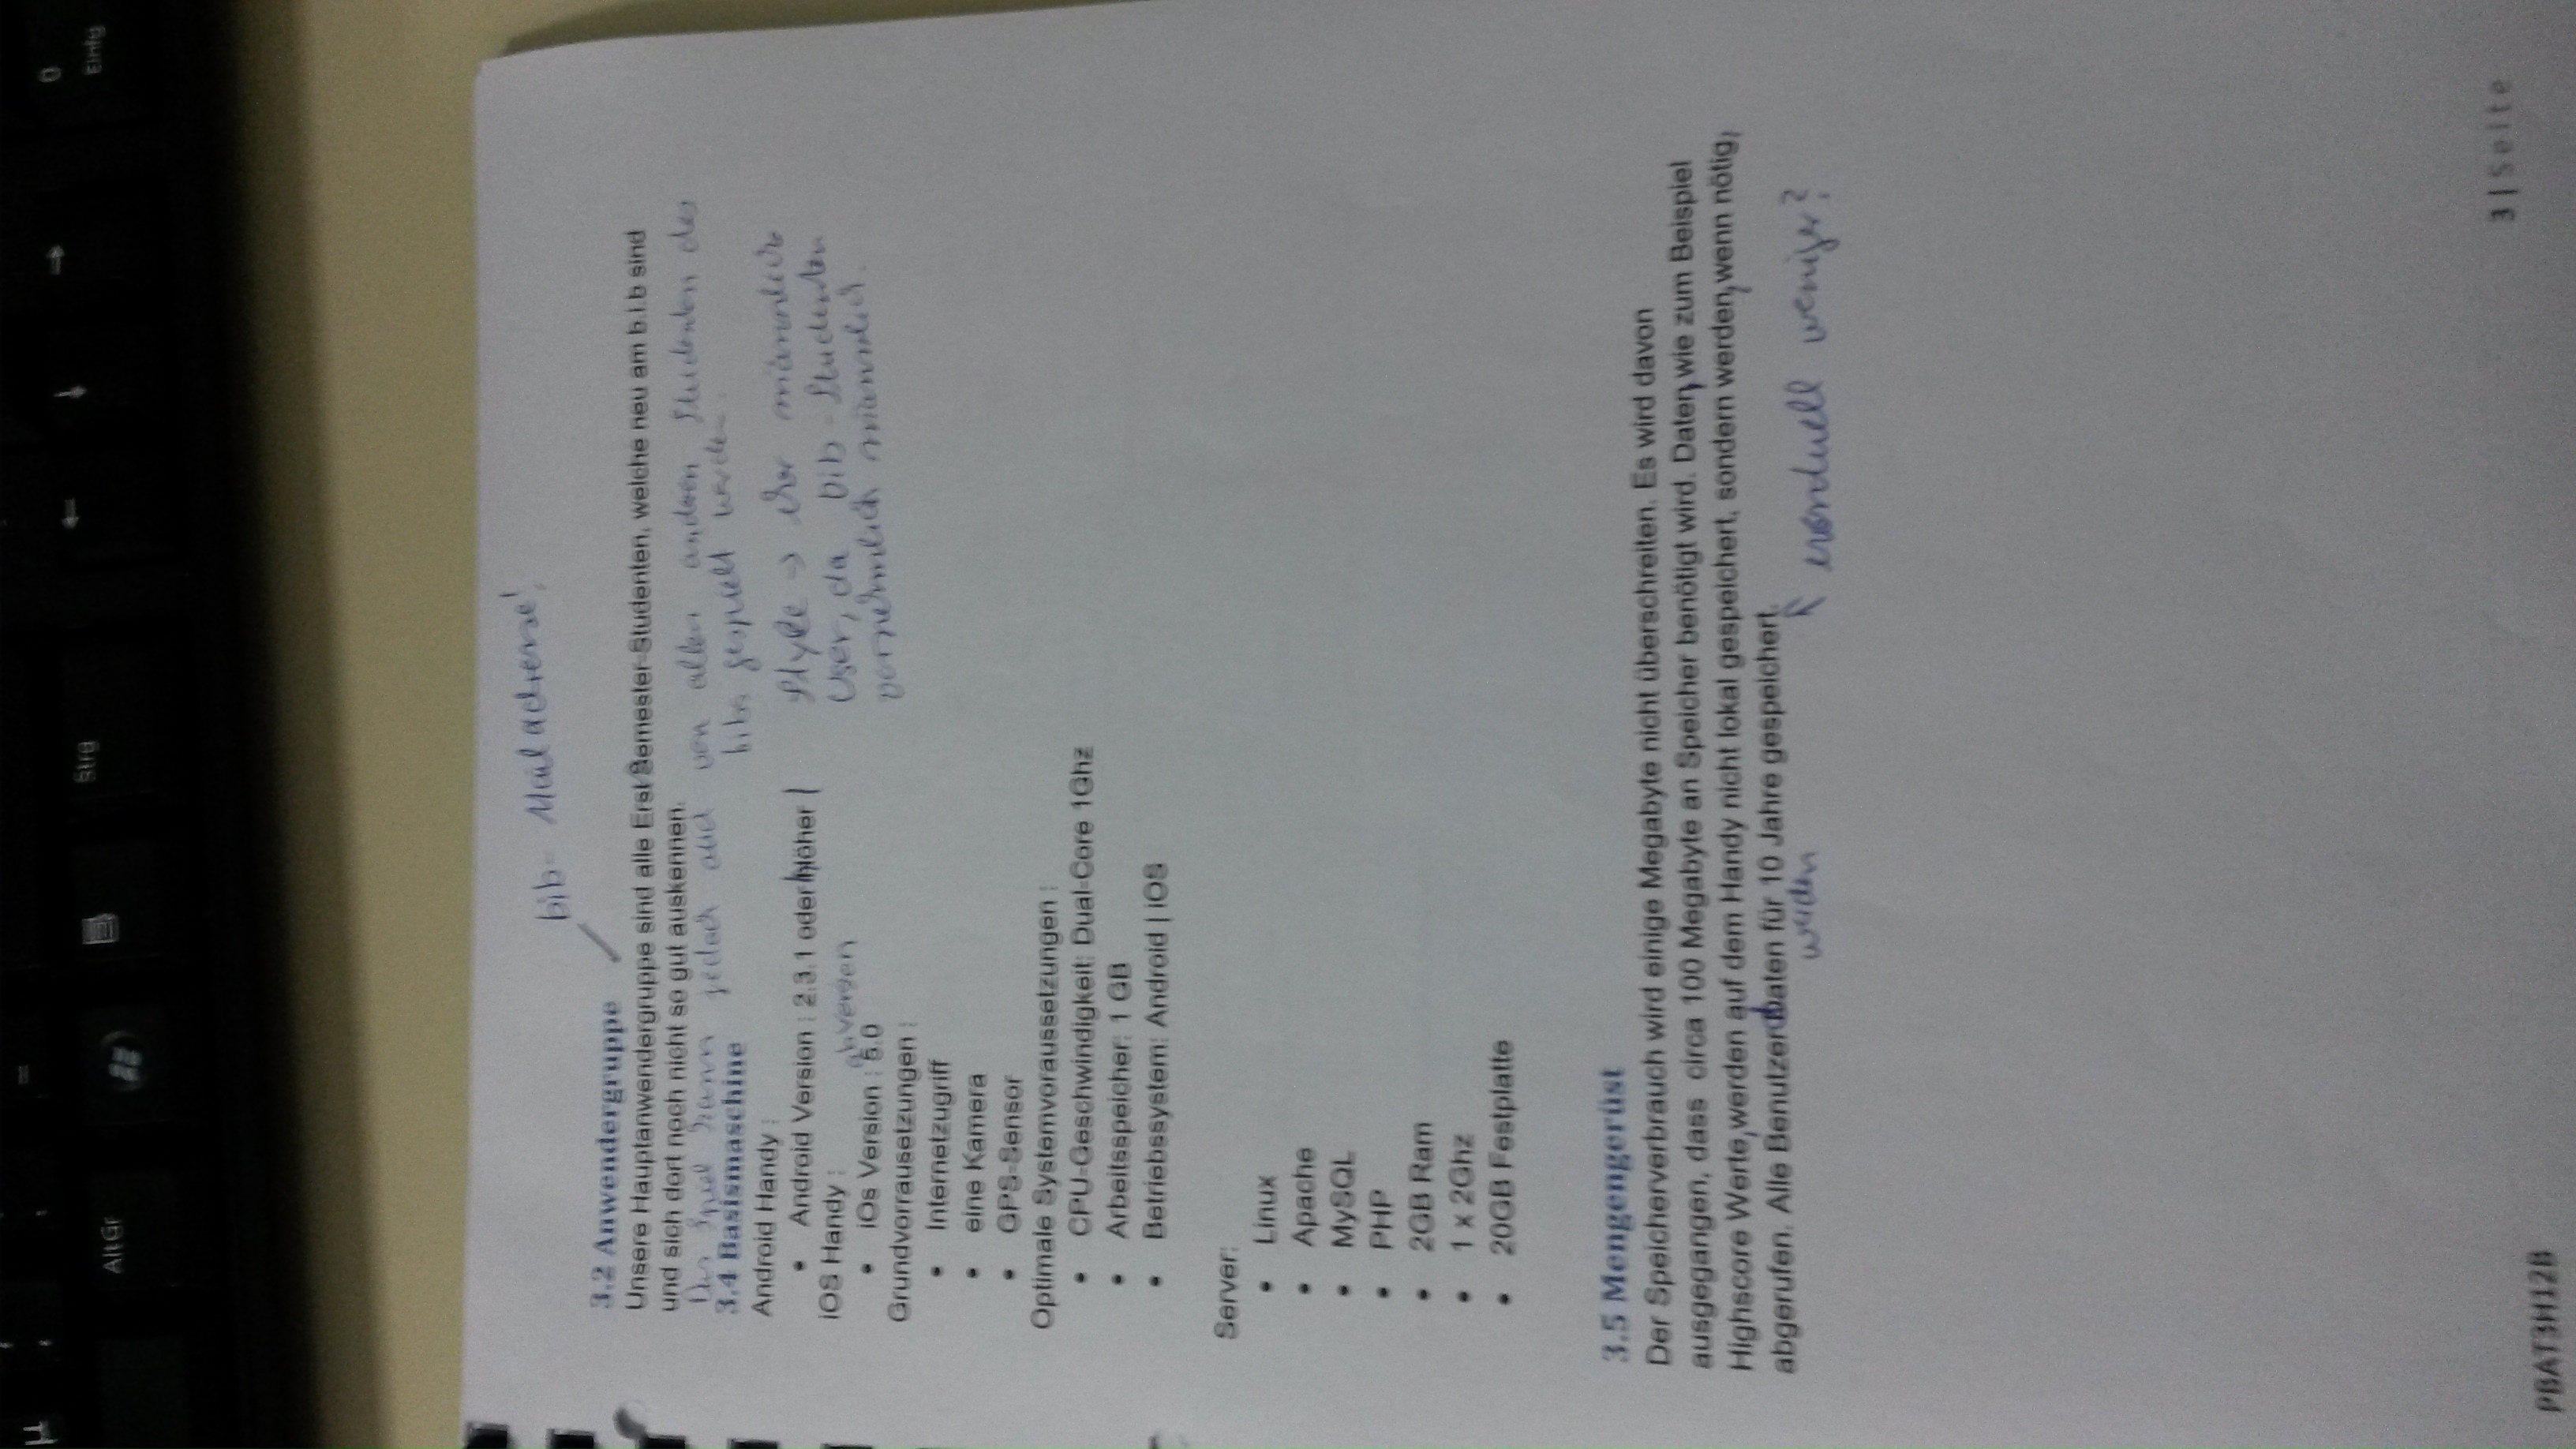 µ ; : =
AltGr Strg ← ↓ → 0
Einfg
bib- Mailadresse!
3.2 Anwendergruppe
Unsere Hauptanwendergruppe sind alle Erst Semester-Studenten, welche neu am b.i.b sind
und sich dort noch nicht so gut auskennen.
Das Spiel kann jedoch auch von allen anderen Studenten des
bibs gespielt werden.
3.4 Basismaschine
Android Handy :
• Android Version : 2.3.1 oder Höher
Style → eher männliche
User, da bib-Studenten
vornehmlich männlich.
iOS Handy :
• iOs Version : 5.0
Grundvorrausetzungen :
• Internetzugriff
• eine Kamera
• GPS-Sensor
Optimale Systemvoraussetzungen :
• CPU-Geschwindigkeit: Dual-Core 1Ghz
• Arbeitsspeicher: 1 GB
• Betriebssystem: Android | iOS
Server:
• Linux
• Apache
• MySQL
• PHP
• 2GB Ram
• 1 x 2Ghz
• 20GB Festplatte
3.5 Mengengerüst
Der Speicherverbrauch wird einige Megabyte nicht überschreiten. Es wird davon
ausgegangen, dass circa 100 Megabyte an Speicher benötigt wird. Daten, wie zum Beispiel
Highscore Werte, werden auf dem Handy nicht lokal gespeichert, sondern werden, wenn nötig,
abgerufen. Alle Benutzerdaten für 10 Jahre gespeichert.
werden
eventuell weniger?
3 | Seite
PBAT3H12B